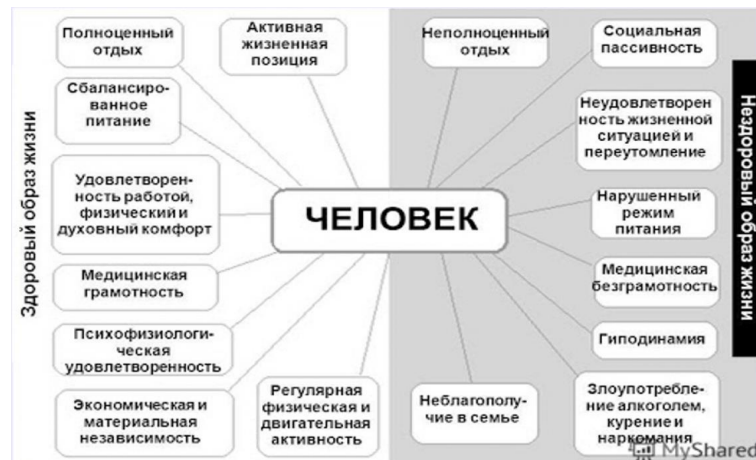 Здоровый образ жизни
Полноценный
отдых
Активная
жизненная
позиция
Сбалансиро-
ванное
питание
Удовлетворен-
ность работой,
физический и
духовный комфорт
Медицинская
грамотность
Психофизиологи-
ческая
удовлетворенность
Экономическая и
материальная
независимость
Регулярная
физическая и
двигательная
активность
ЧЕЛОВЕК
Неполноценный
отдых
Социальная
пассивность
Неудовлетворен
ность жизненной
ситуацией и
переутомление
Нарушенный
режим
питания
Медицинская
безграмотность
Гиподинамия
Злоупотребле-
ние алкоголем,
курение и
наркомания
Неблагополу-
чие в семье
Нездоровый образ жизни
MyShared